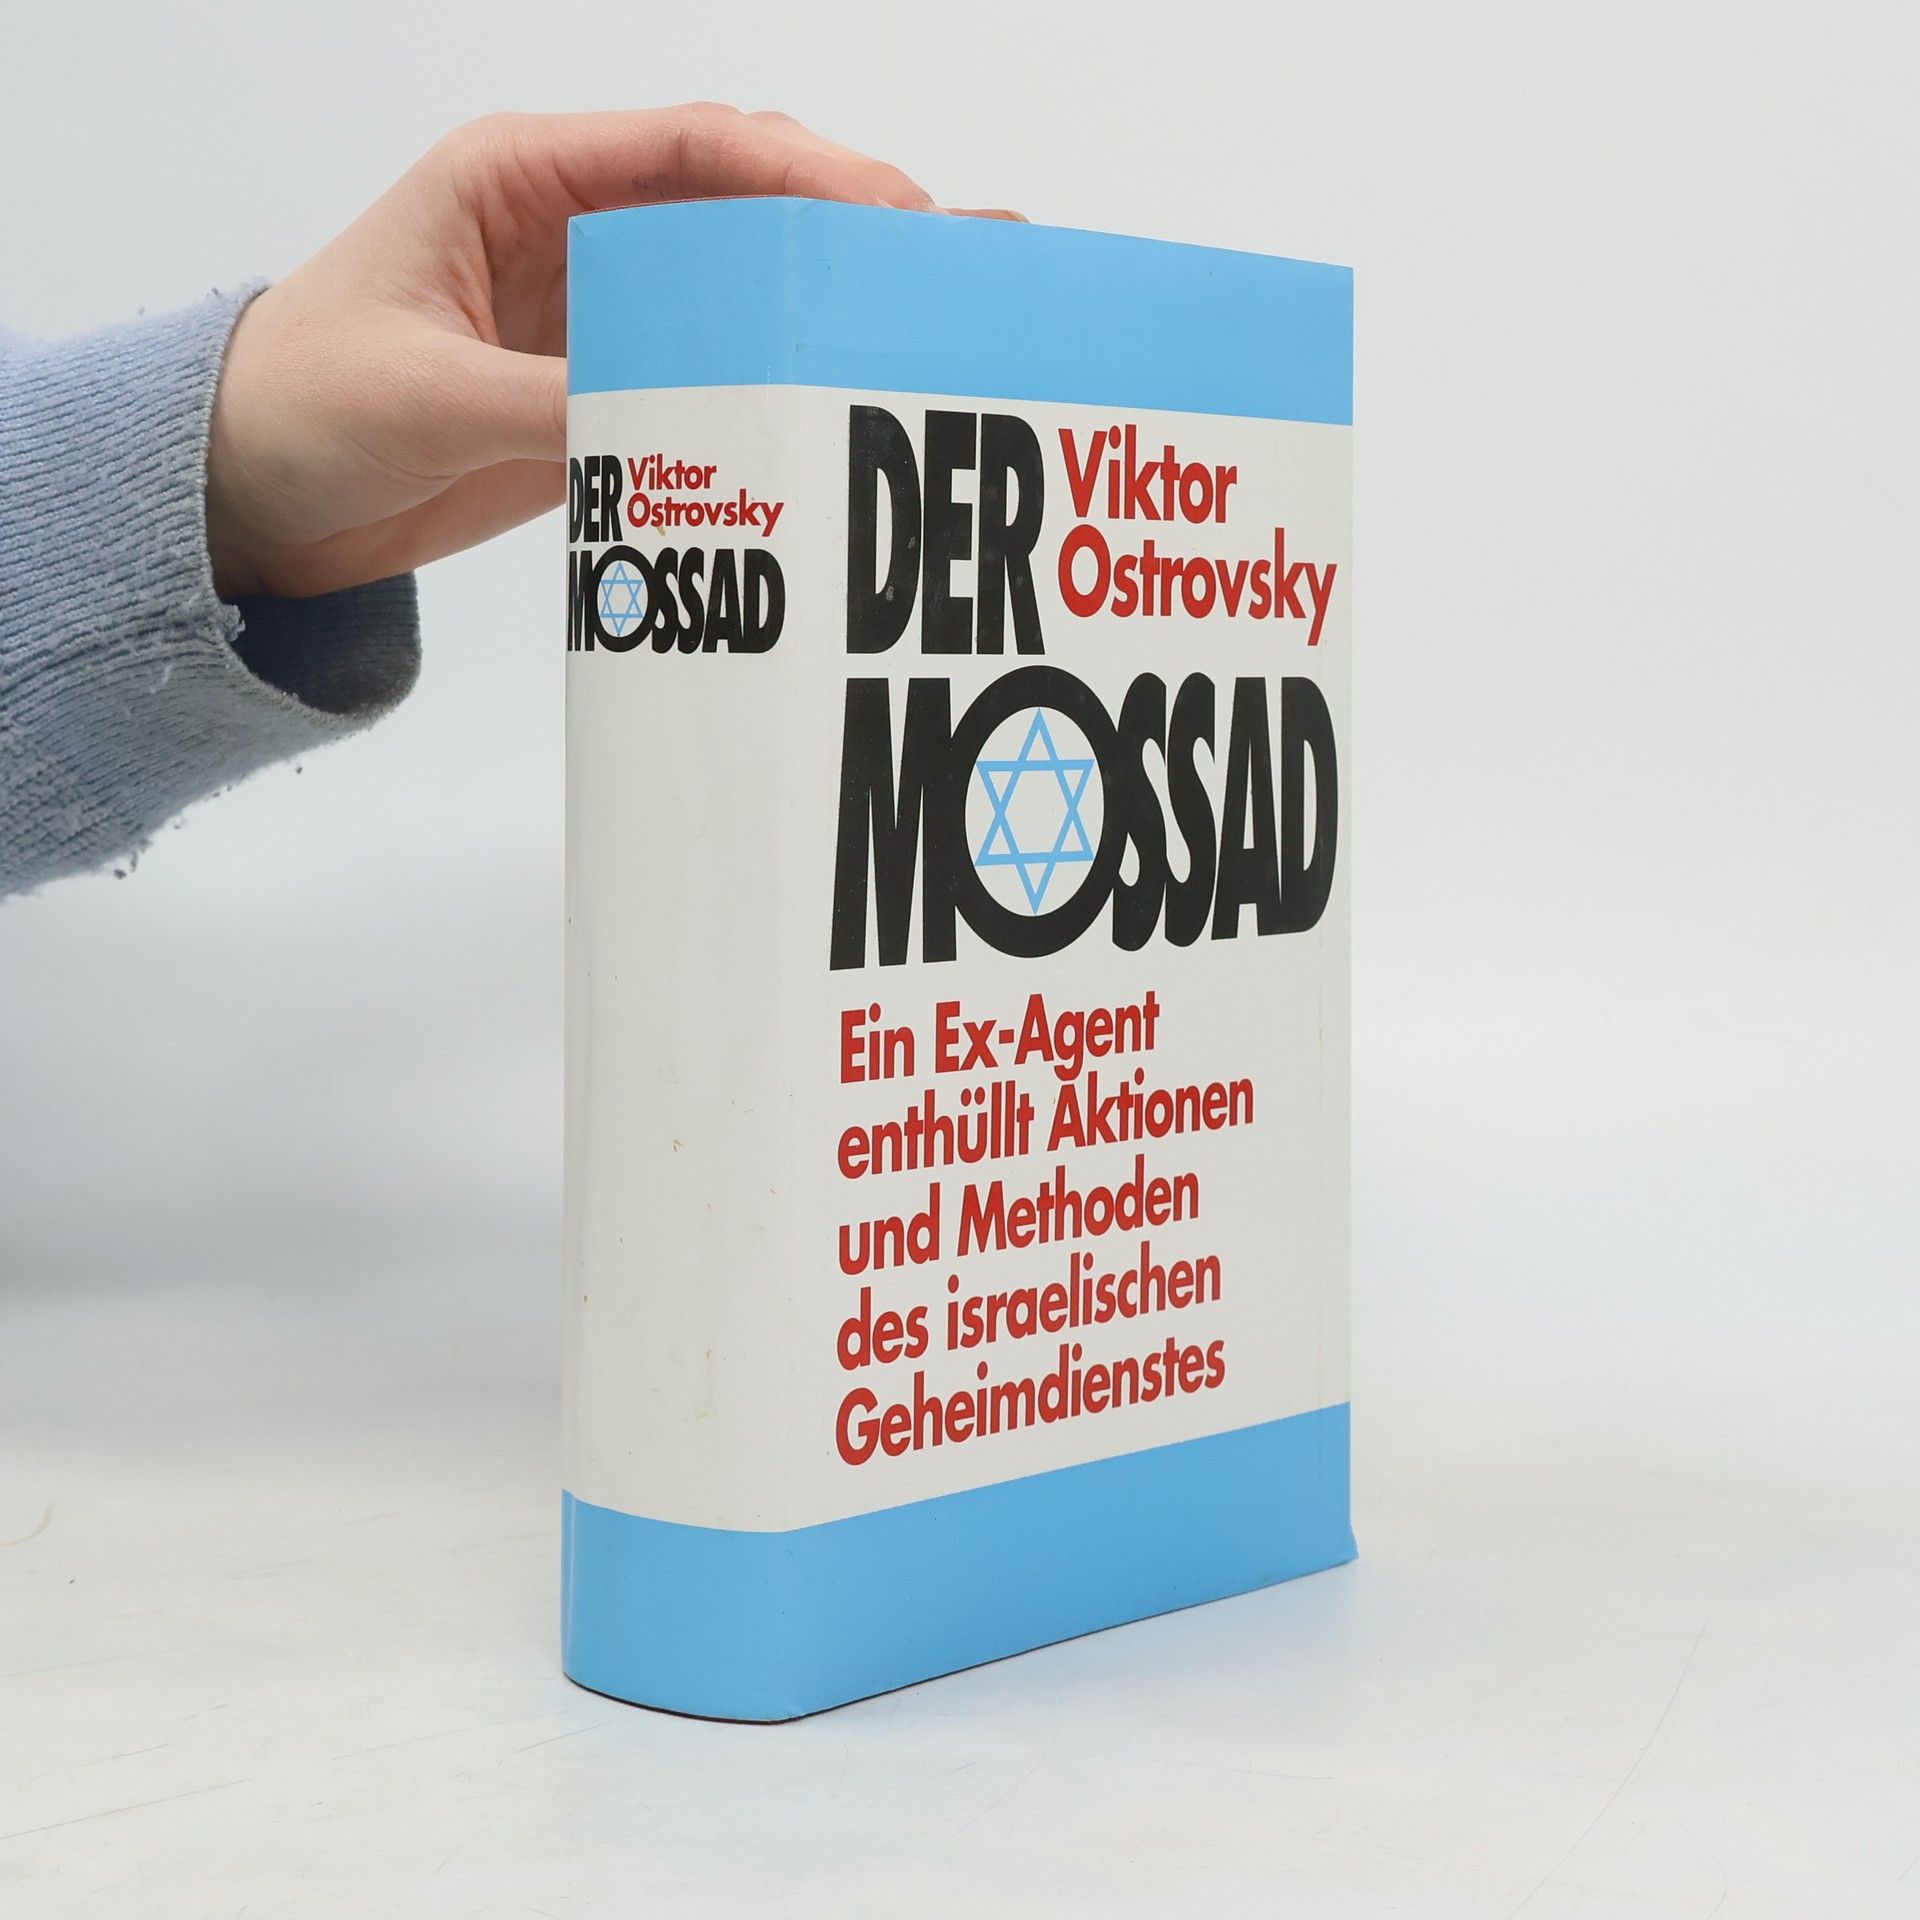 DER
Viktor
Ostrovsky
MOSSAD
DER
Viktor
Ostrovsky
MOSSAD
Ein Ex-Agent
enthüllt Aktionen
und Methoden
des israelischen
Geheimdienstes